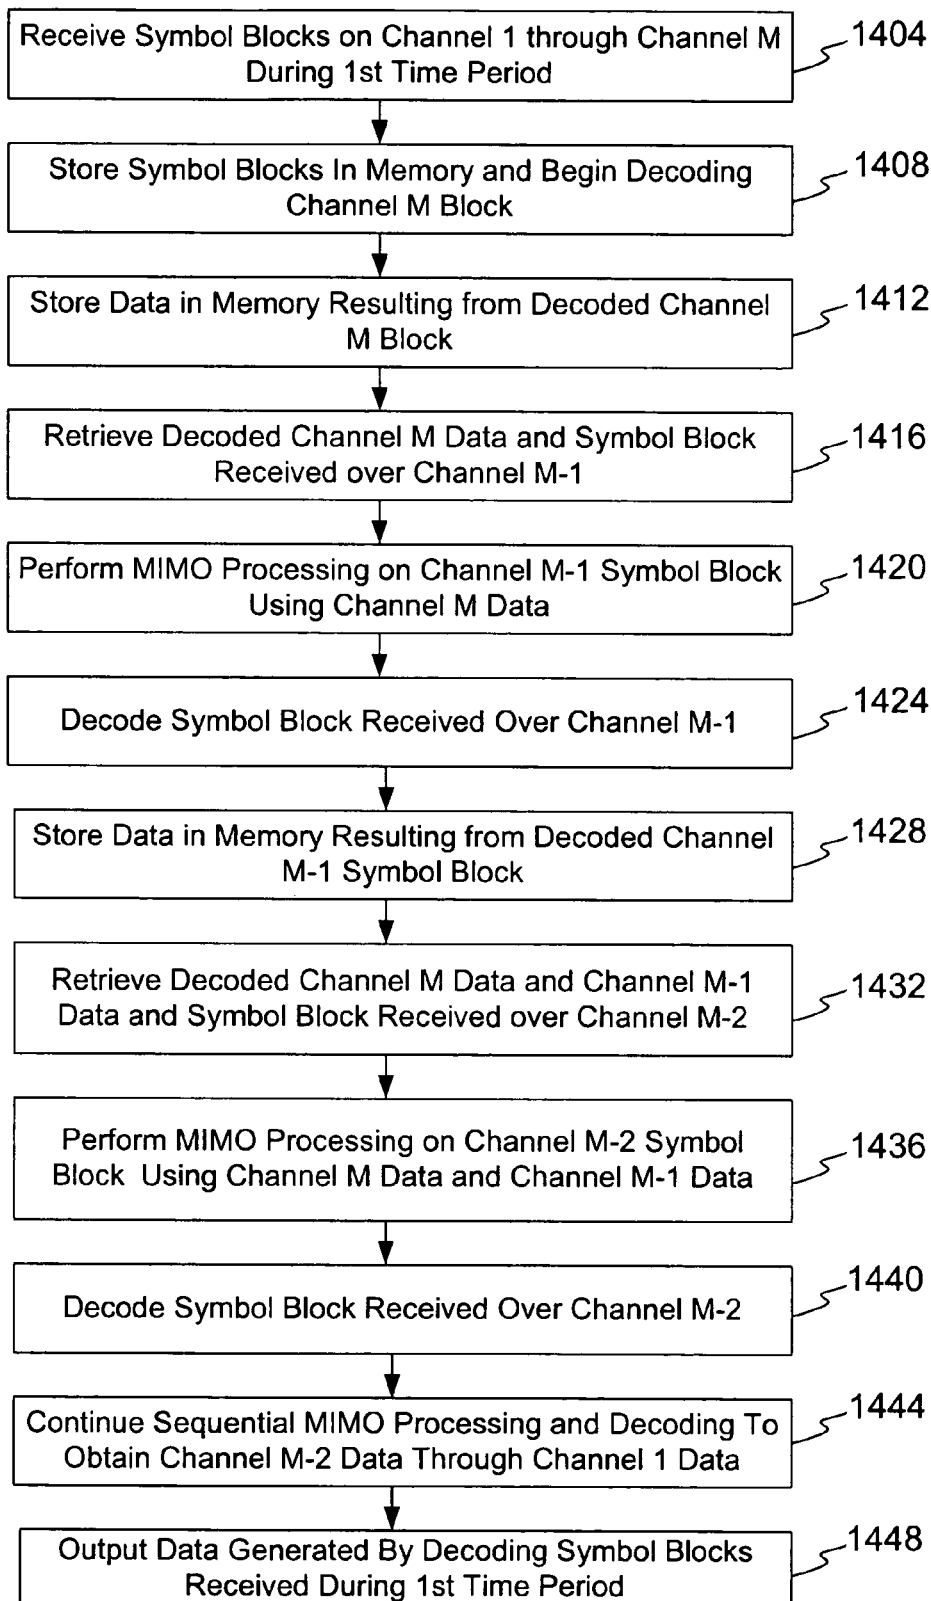 Receive Symbol Blocks on Channel 1 through Channel M
During 1st Time Period
1404
Store Symbol Blocks In Memory and Begin Decoding
Channel M Block
1408
Store Data in Memory Resulting from Decoded Channel
M Block
1412
Retrieve Decoded Channel M Data and Symbol Block
Received over Channel M-1
1416
Perform MIMO Processing on Channel M-1 Symbol Block
Using Channel M Data
1420
Decode Symbol Block Received Over Channel M-1
1424
Store Data in Memory Resulting from Decoded Channel
M-1 Symbol Block
1428
Retrieve Decoded Channel M Data and Channel M-1
Data and Symbol Block Received over Channel M-2
1432
Perform MIMO Processing on Channel M-2 Symbol
Block Using Channel M Data and Channel M-1 Data
1436
Decode Symbol Block Received Over Channel M-2
1440
Continue Sequential MIMO Processing and Decoding To
Obtain Channel M-2 Data Through Channel 1 Data
1444
Output Data Generated By Decoding Symbol Blocks
Received During 1st Time Period
1448